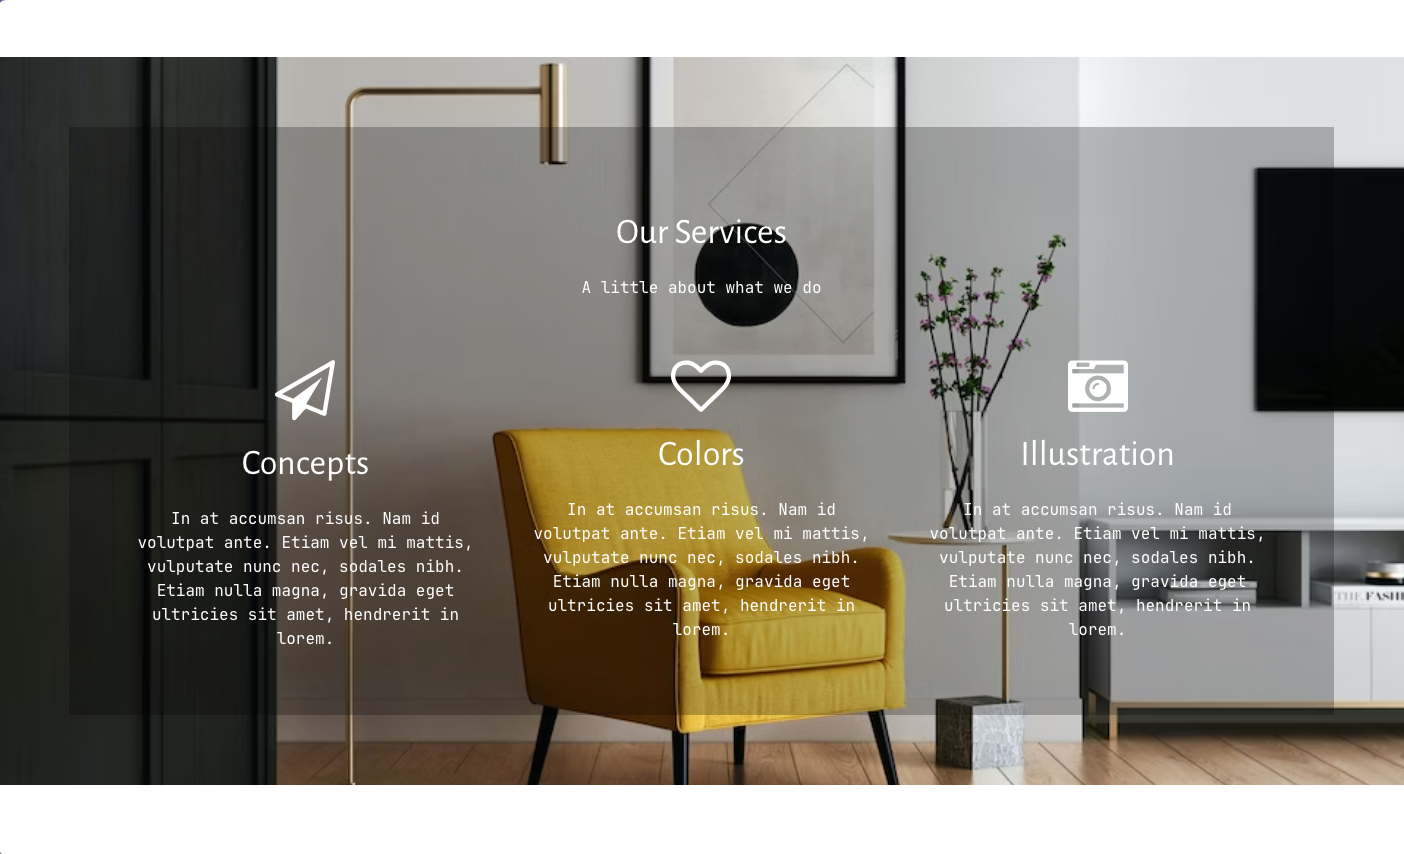 Our Services
A little about what we do
Concepts
In at accumsan risus. Nam id
volutpat ante. Etiam vel mi mattis,
vulputate nunc nec, sodales nibh.
Etiam nulla magna, gravida eget
ultricies sit amet, hendrerit in
lorem.
Colors
In at accumsan risus. Nam id
volutpat ante. Etiam vel mi mattis,
vulputate nunc nec, sodales nibh.
Etiam nulla magna, gravida eget
ultricies sit amet, hendrerit in
lorem.
Illustration
In at accumsan risus. Nam id
volutpat ante. Etiam vel mi mattis,
vulputate nunc nec, sodales nibh.
Etiam nulla magna, gravida eget
ultricies sit amet, hendrerit in
lorem.
THE